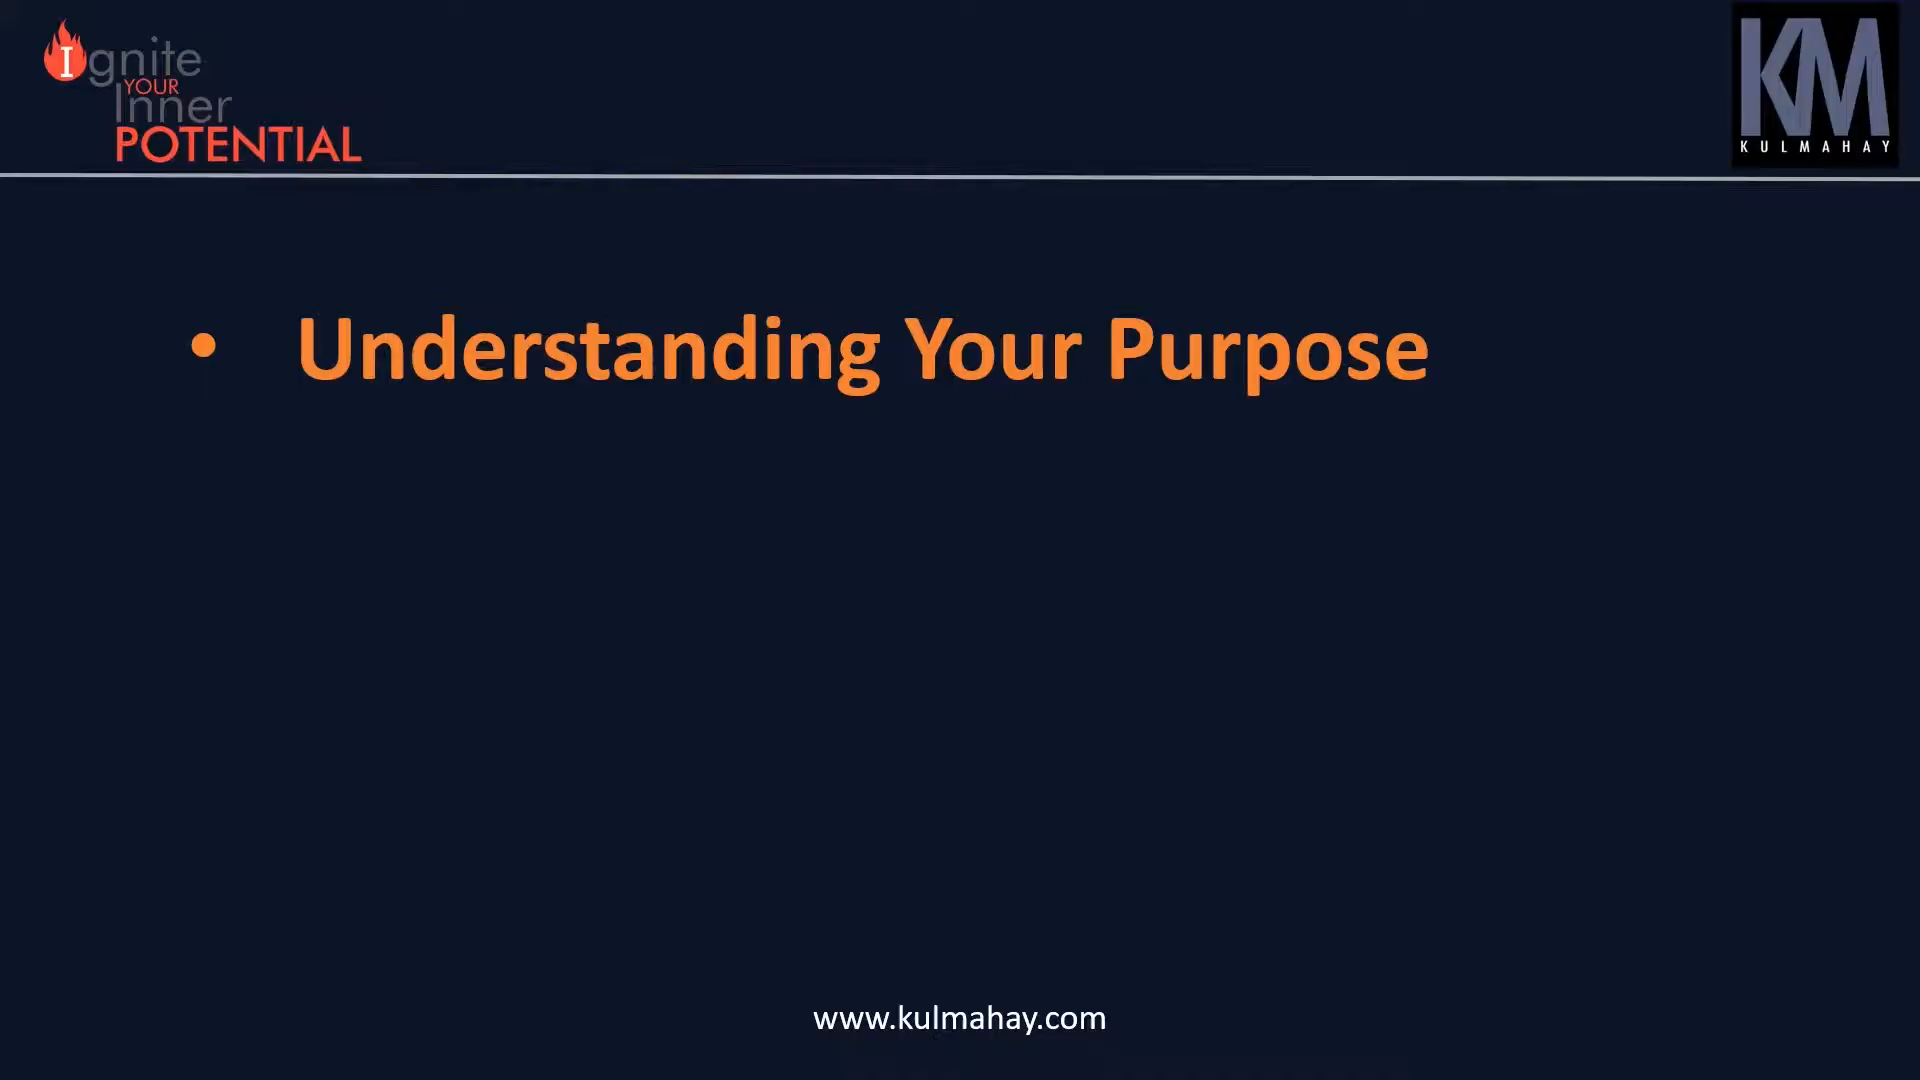 Ignite
YOUR
Inner
POTENTIAL
KM
KULMAHAY
• Understanding Your Purpose
www.kulmahay.com